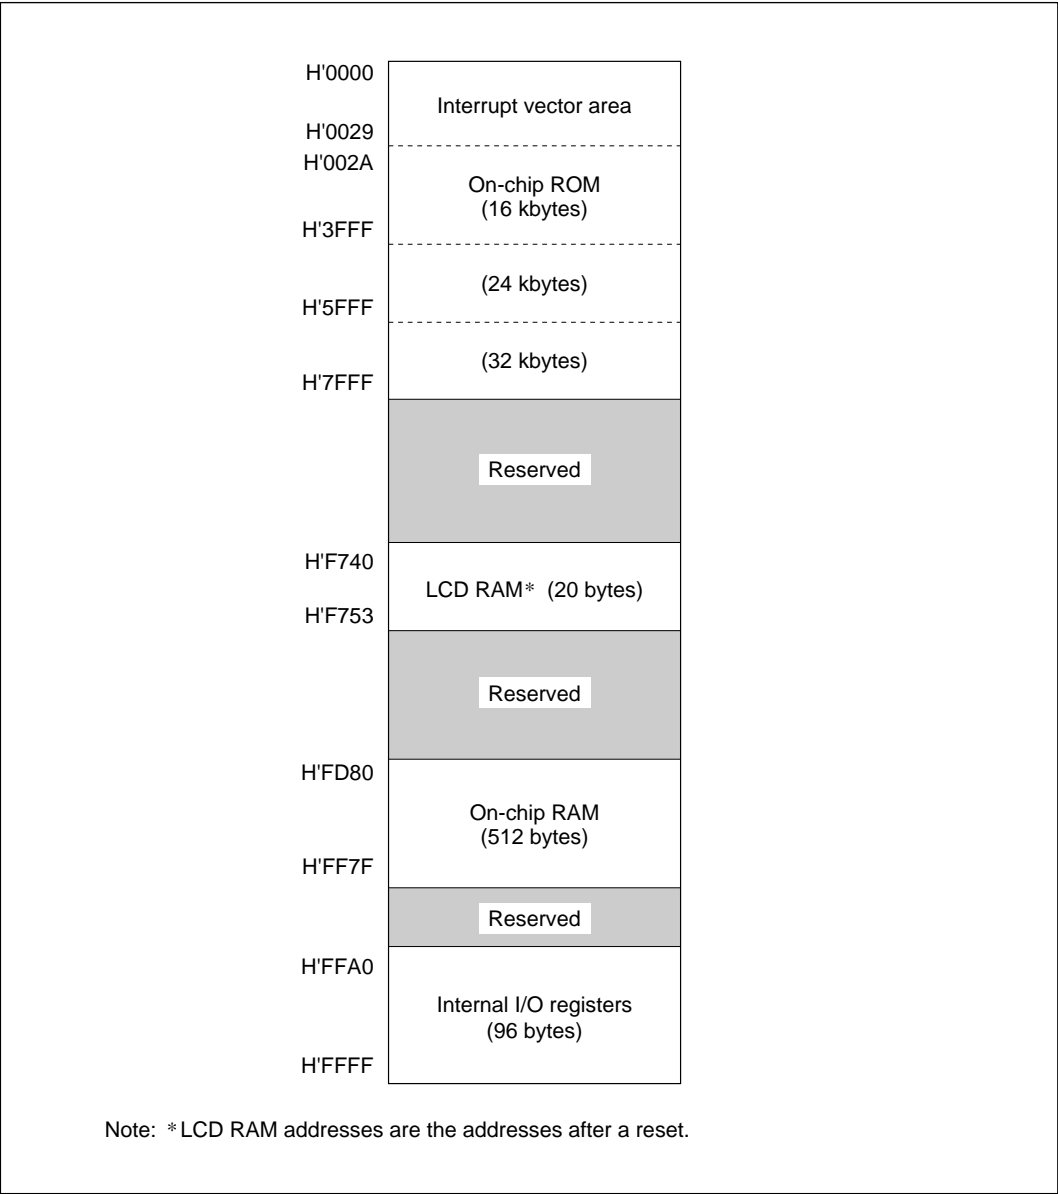 H'0000
Interrupt vector area
H'0029
H'002A
On-chip ROM
(16 kbytes)
H'3FFF
(24 kbytes)
H'5FFF
(32 kbytes)
H'7FFF
Reserved
H'F740
LCD RAM* (20 bytes)
H'F753
Reserved
H'FD80
On-chip RAM
(512 bytes)
H'FF7F
Reserved
H'FFA0
Internal I/O registers
(96 bytes)
H'FFFF
Note: *LCD RAM addresses are the addresses after a reset.